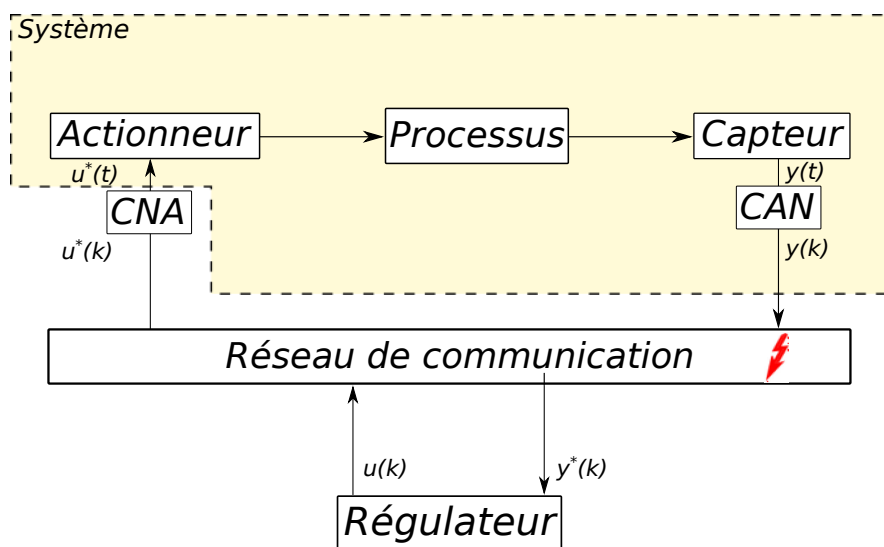 Système
Actionneur
Processus
Capteur
u*(t)
y(t)
CNA
CAN
u*(k)
y(k)
Réseau de communication
u(k)
y*(k)
Régulateur